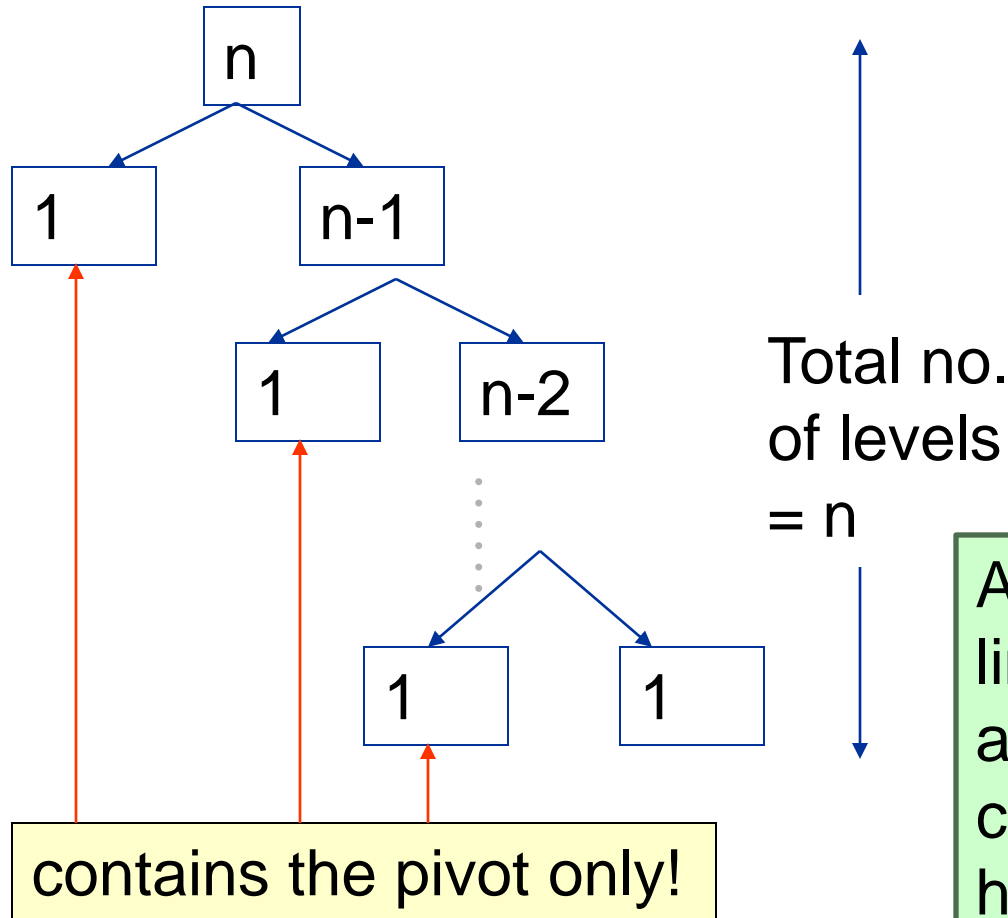 n
1
n-1
1
n-2
Total no.
of levels
= n
1
1
contains the pivot only!